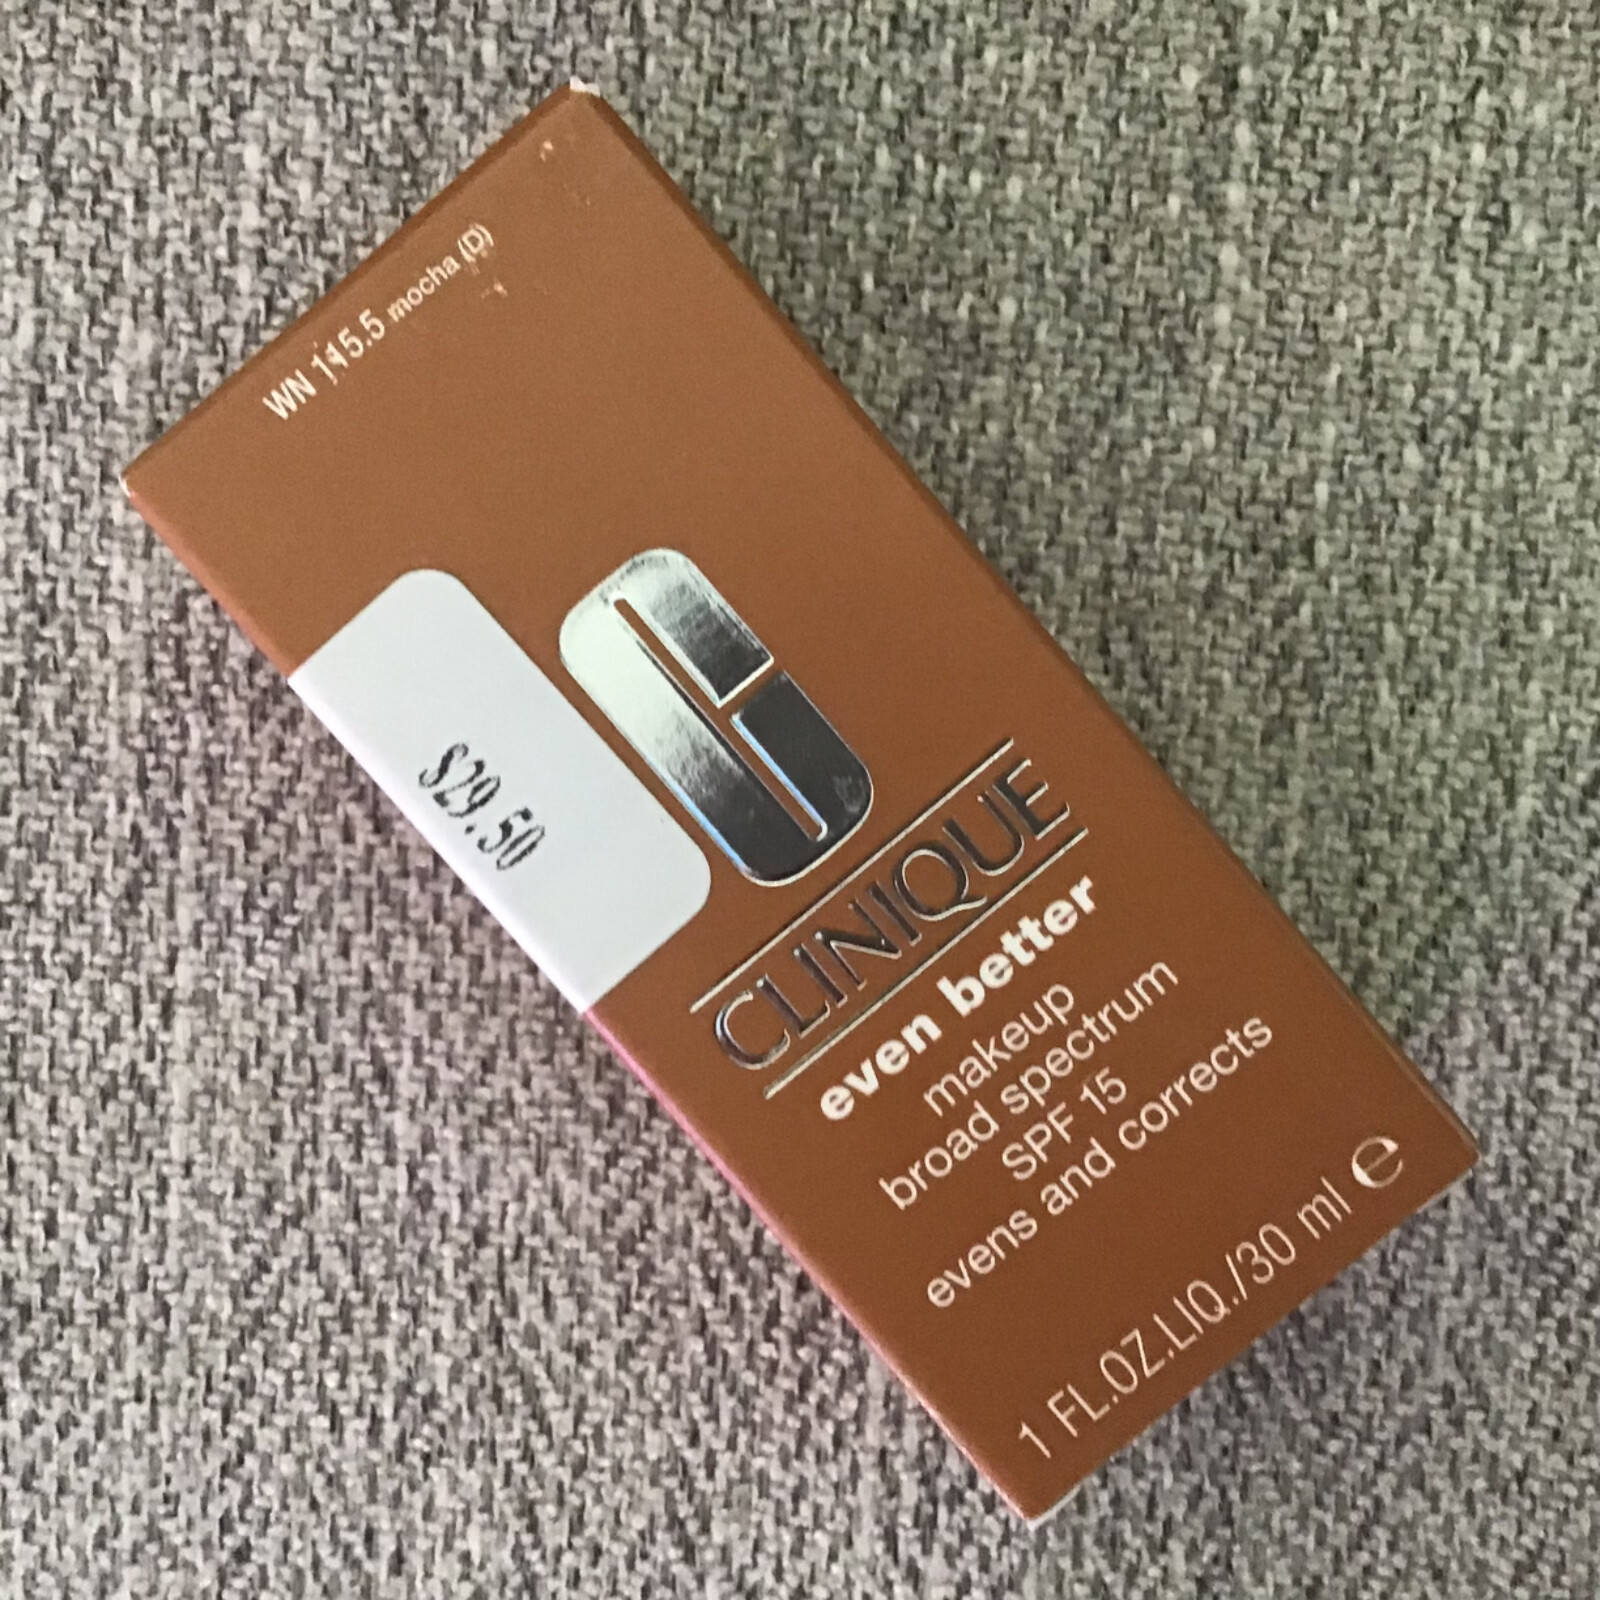 WN 115.5 mocha (D)
$29.50
CLINIQUE
even better
makeup
broad spectrum
SPF 15
evens and corrects
1 FL.OZ.LIQ./30 ml e